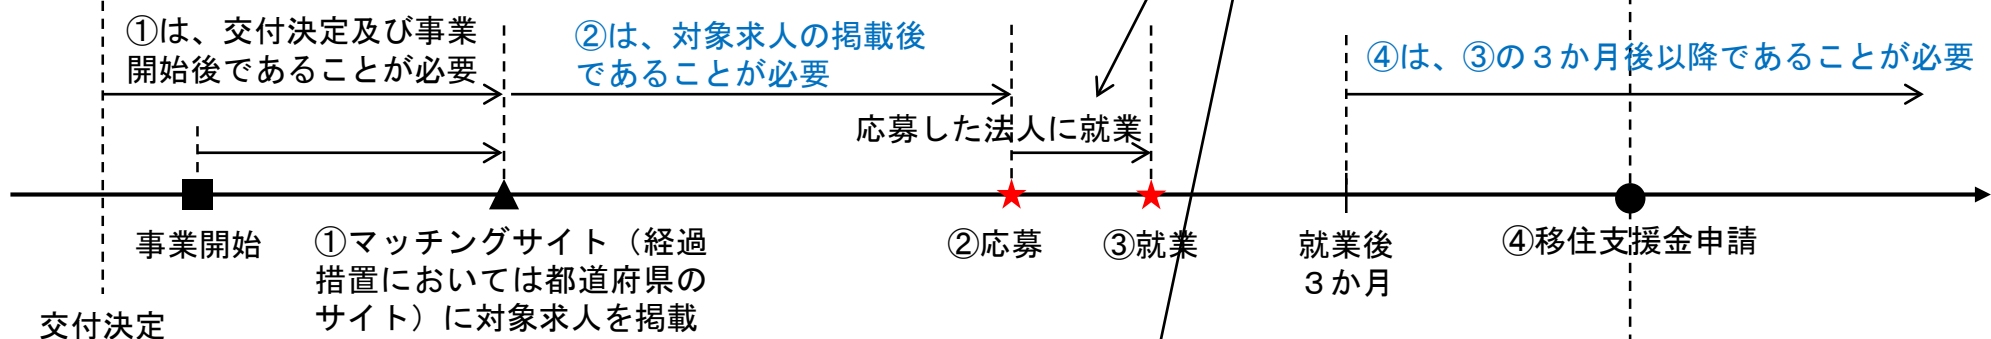 ①は、交付決定及び事業
開始後であることが必要
②は、対象求人の掲載後
であることが必要
④は、③の３か月後以降であることが必要
応募した法人に就業
事業開始
①マッチングサイト（経過
措置においては都道府県の
サイト）に対象求人を掲載
②応募
③就業
就業後
３か月
④移住支援金申請
交付決定